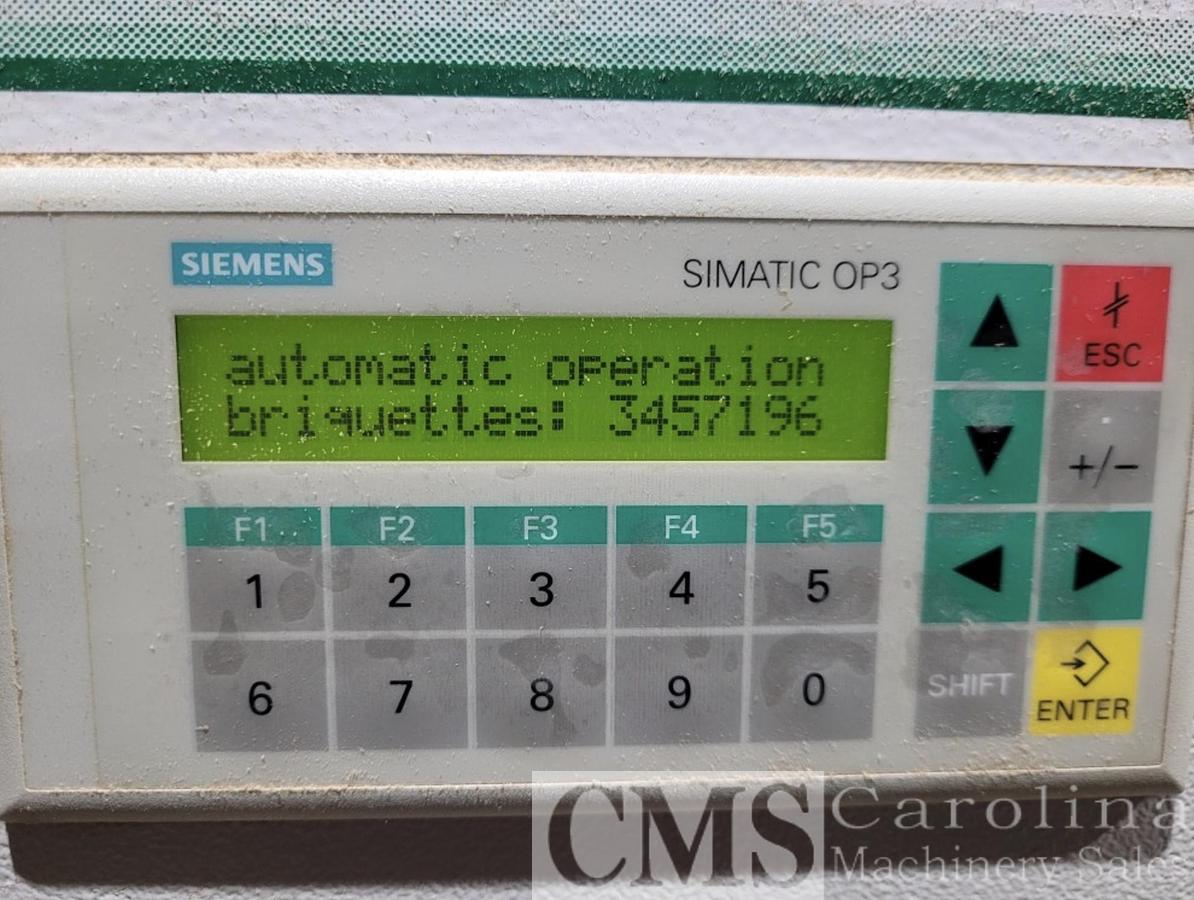 SIEMENS
SIMATIC OP3
automatic operation
briquettes: 3457196
ESC
+/−
F1 F2 F3 F4 F5
1 2 3 4 5
6 7 8 9 0
SHIFT
ENTER
CMS Carolina
Machinery Sales